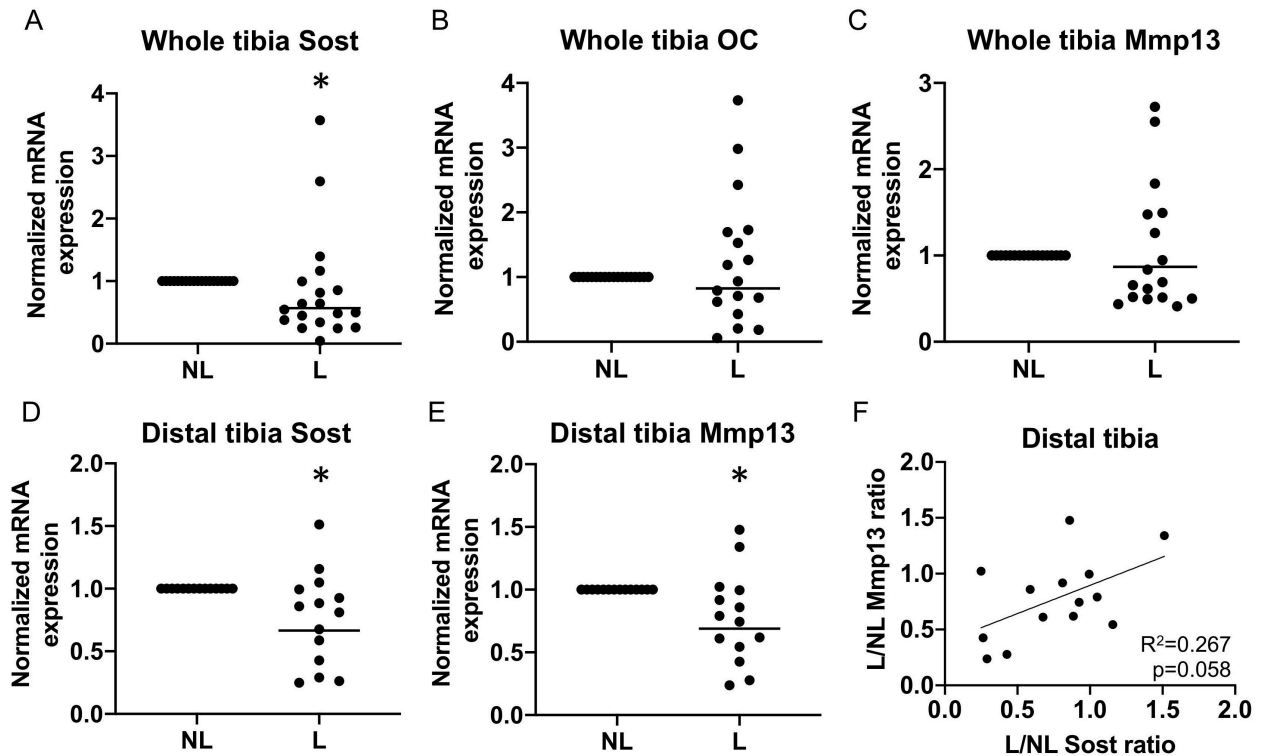 A
Whole tibia Sost
*
Normalized mRNA
expression
4
3
2
1
0
NL
L
B
Whole tibia OC
Normalized mRNA
expression
4
3
2
1
0
NL
L
C
Whole tibia Mmp13
Normalized mRNA
expression
3
2
1
0
NL
L
D
Distal tibia Sost
*
Normalized mRNA
expression
2.0
1.5
1.0
0.5
0.0
NL
L
E
Distal tibia Mmp13
*
Normalized mRNA
expression
2.0
1.5
1.0
0.5
0.0
NL
L
F
Distal tibia
L/NL Mmp13 ratio
2.0
1.5
1.0
0.5
0.0
R²=0.267
p=0.058
0.0 0.5 1.0 1.5 2.0
L/NL Sost ratio